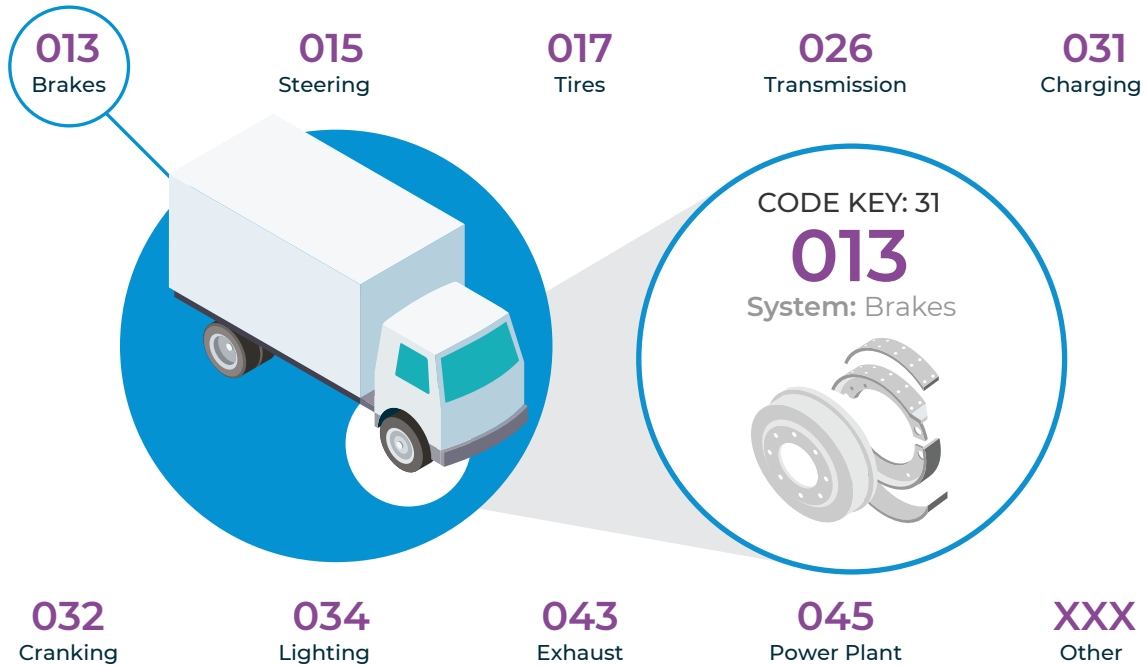 013
Brakes
015
Steering
017
Tires
026
Transmission
031
Charging
CODE KEY: 31
013
System: Brakes
032
Cranking
034
Lighting
043
Exhaust
045
Power Plant
XXX
Other